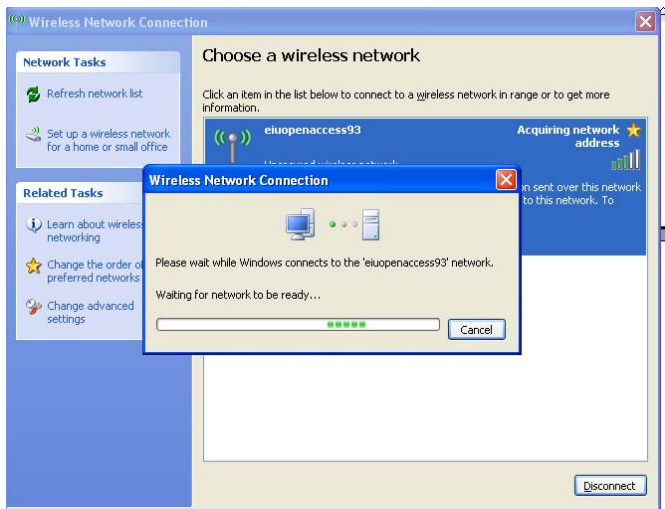 Wireless Network Connection
Network Tasks
Refresh network list
Set up a wireless network
for a home or small office
Related Tasks
Learn about wireless
networking
Change the order of
preferred networks
Change advanced
settings
Choose a wireless network
Click an item in the list below to connect to a wireless network in range or to get more
information.
eiuopenaccess93
Acquiring network
address
Unsecured wireless network
on sent over this network
to this network. To
Wireless Network Connection
Please wait while Windows connects to the 'eiuopenaccess93' network.
Waiting for network to be ready...
Cancel
Disconnect